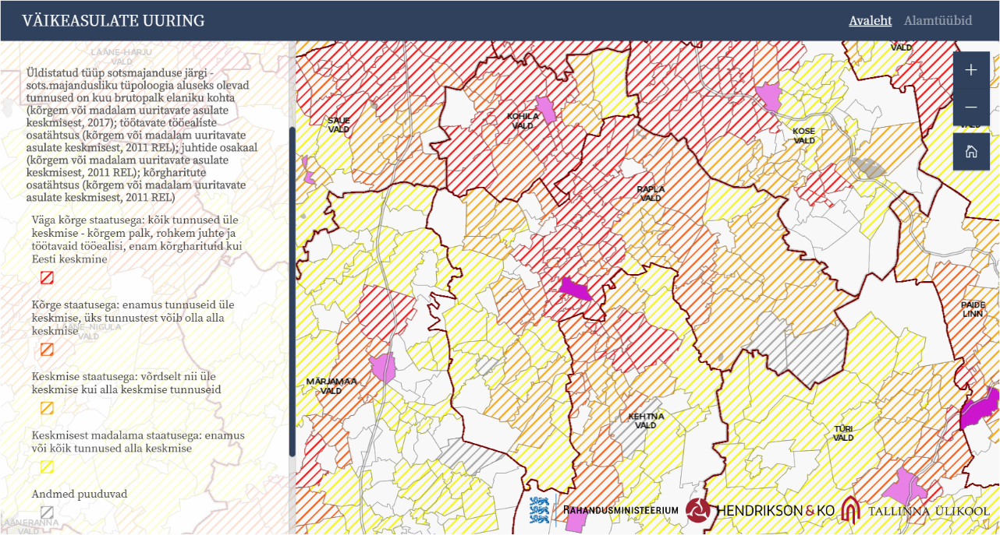 VÄIKEASULATE UURING
Avaleht Alamtüübid
LÄÄNE-HARJU
VALD
Üldistatud tüüp sotsmajanduse järgi -
sots.majandusliku tüpoloogia aluseks olevad
tunnused on kuu brutopalk elaniku kohta
(kõrgem või madalam uuritavate asulate
keskmisest, 2017); töötavate tööealiste
osatähtsus (kõrgem või madalam uuritavate
asulate keskmisest, 2011 REL); juhtide osakaal
(kõrgem või madalam uuritavate asulate
keskmisest, 2011 REL); kõrgharitute
osatähtsus (kõrgem või madalam uuritavate
asulate keskmisest, 2011 REL)
Väga kõrge staatusega: kõik tunnused üle
keskmise - kõrgem palk, rohkem juhte ja
töötavaid tööealisi, enam kõrgharituid kui
Eesti keskmine
Kõrge staatusega: enamus tunnuseid üle
keskmise, üks tunnustest võib olla alla
keskmise
LÄÄNE-NIGULA
VALD
Keskmise staatusega: võrdselt nii üle
keskmise kui alla keskmise tunnuseid
Keskmisest madalama staatusega: enamus
või kõik tunnused alla keskmise
Andmed puuduvad
LÄÄNERANNA
VALD
VALD
+
−
VALD
SAUE
VALD
KOHILA
VALD
KOSE
VALD
RAPLA
VALD
PAIDE
LINN
MÄRJAMAA
VALD
KEHTNA
VALD
TÜRI
VALD
RAHANDUSMINISTEERIUM
HENDRIKSON & KO
TALLINNA ÜLIKOOL